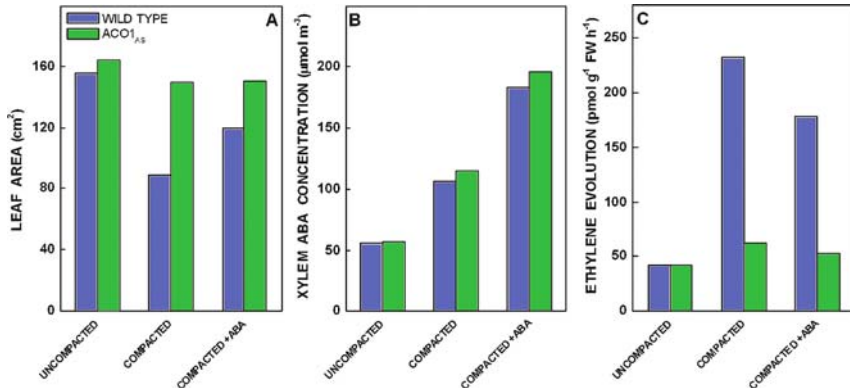 WILD TYPE
ACO1AS
A
160
120
80
40
0
LEAF AREA (cm²)
UNCOMPACTED
COMPACTED
COMPACTED +ABA
B
200
150
100
50
0
XYLEM ABA CONCENTRATION (µmol m⁻³)
UNCOMPACTED
COMPACTED
COMPACTED +ABA
C
250
200
150
100
50
0
ETHYLENE EVOLUTION (pmol g⁻¹ FW h⁻¹)
UNCOMPACTED
COMPACTED
COMPACTED +ABA